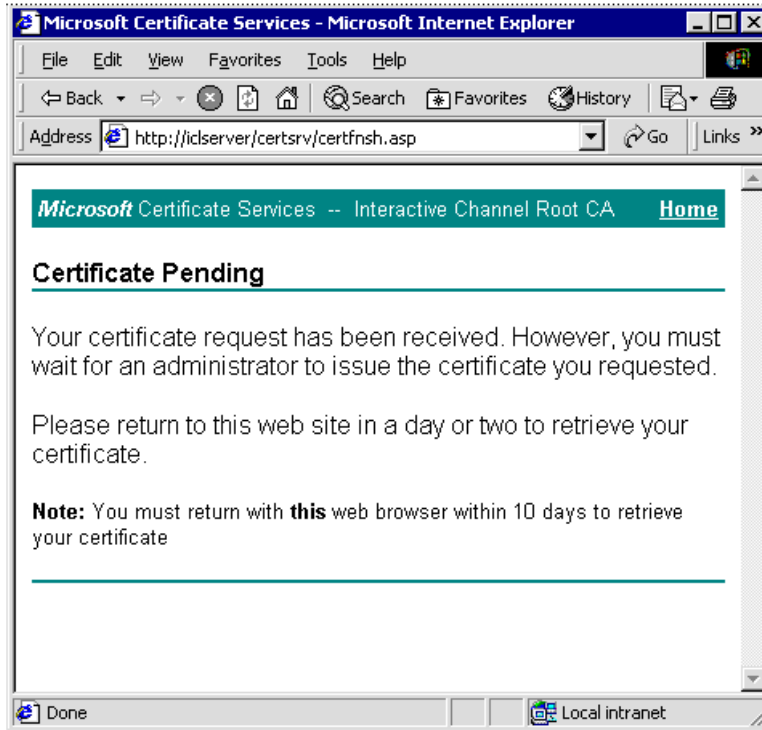 Microsoft Certificate Services - Microsoft Internet Explorer
File Edit View Favorites Tools Help
Back Search Favorites History
Address http://iclserver/certsrv/certfnsh.asp Go Links »
Microsoft Certificate Services -- Interactive Channel Root CA Home
Certificate Pending
Your certificate request has been received. However, you must
wait for an administrator to issue the certificate you requested.
Please return to this web site in a day or two to retrieve your
certificate.
Note: You must return with this web browser within 10 days to retrieve
your certificate
Done Local intranet